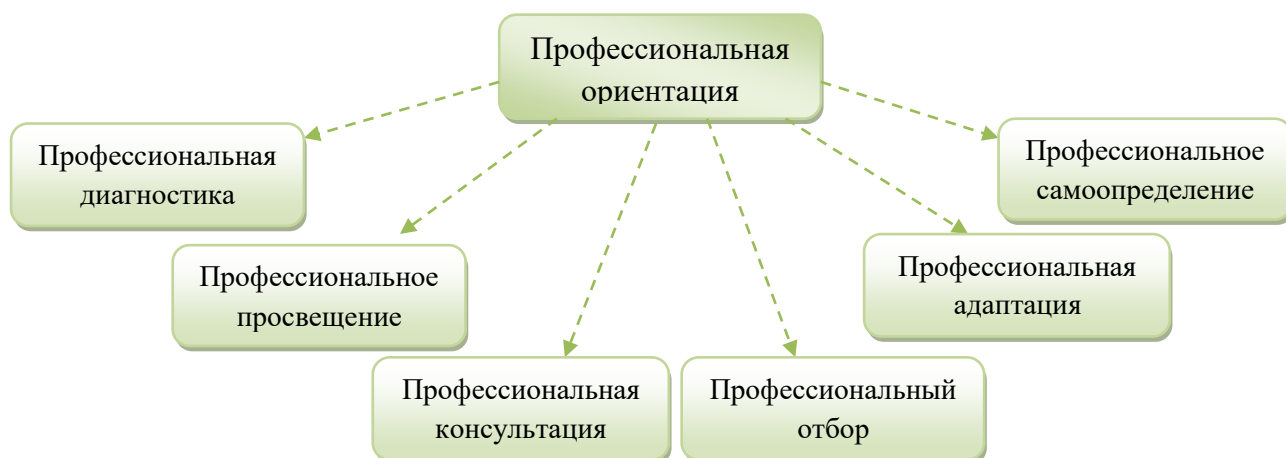 Профессиональная
ориентация
Профессиональная
диагностика
Профессиональное
просвещение
Профессиональная
консультация
Профессиональный
отбор
Профессиональная
адаптация
Профессиональное
самоопределение